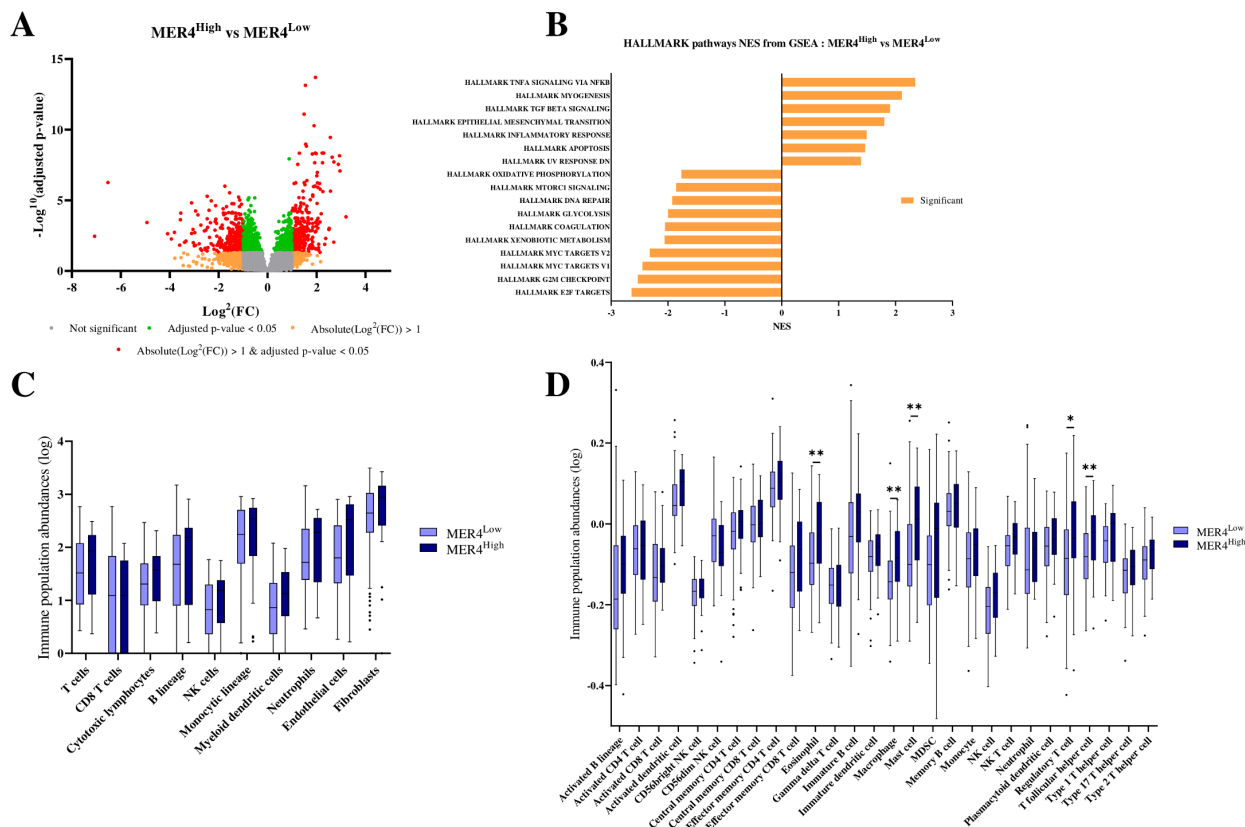 A
MER4High vs MER4Low
-Log10(adjusted p-value)
15
10
5
0
-8
-6
-4
-2
0
2
4
Log2(FC)
Not significant
Adjusted p-value < 0.05
Absolute(Log2(FC)) > 1
Absolute(Log2(FC)) > 1 & adjusted p-value < 0.05
B
HALLMARK pathways NES from GSEA : MER4High vs MER4Low
HALLMARK TNFA SIGNALING VIA NFKB
HALLMARK MYOGENESIS
HALLMARK TGF BETA SIGNALING
HALLMARK EPITHELIAL MESENCHYMAL TRANSITION
HALLMARK INFLAMMATORY RESPONSE
HALLMARK APOPTOSIS
HALLMARK UV RESPONSE DN
HALLMARK OXIDATIVE PHOSPHORYLATION
HALLMARK MTORC1 SIGNALING
HALLMARK DNA REPAIR
HALLMARK GLYCOLYSIS
HALLMARK COAGULATION
HALLMARK XENOBIOTIC METABOLISM
HALLMARK MYC TARGETS V2
HALLMARK MYC TARGETS V1
HALLMARK G2M CHECKPOINT
HALLMARK E2F TARGETS
Significant
-3
-2
-1
0
1
2
3
NES
C
Immune population abundances (log)
4
3
2
1
0
T cells
CD8 T cells
Cytotoxic lymphocytes
B lineage
NK cells
Monocytic lineage
Myeloid dendritic cells
Neutrophils
Endothelial cells
Fibroblasts
MER4Low
MER4High
D
Immune population abundances (log)
0.4
0.2
0.0
-0.2
-0.4
**
**
**
*
**
Activated B lineage
Activated CD4 T cell
Activated CD8 T cell
Activated dendritic cell
CD56bright NK cell
CD56dim NK cell
Central memory CD4 T cell
Central memory CD8 T cell
Effector memory CD4 T cell
Effector memory CD8 T cell
Eosinophil
Gamma delta T cell
Immature B cell
Immature dendritic cell
Macrophage
Mast cell
MDSC
Memory B cell
Monocyte
NK cell
NK T cell
Neutrophil
Plasmacytoid dendritic cell
Regulatory T cell
T follicular helper cell
Type 1 T helper cell
Type 17 T helper cell
Type 2 T helper cell
MER4Low
MER4High